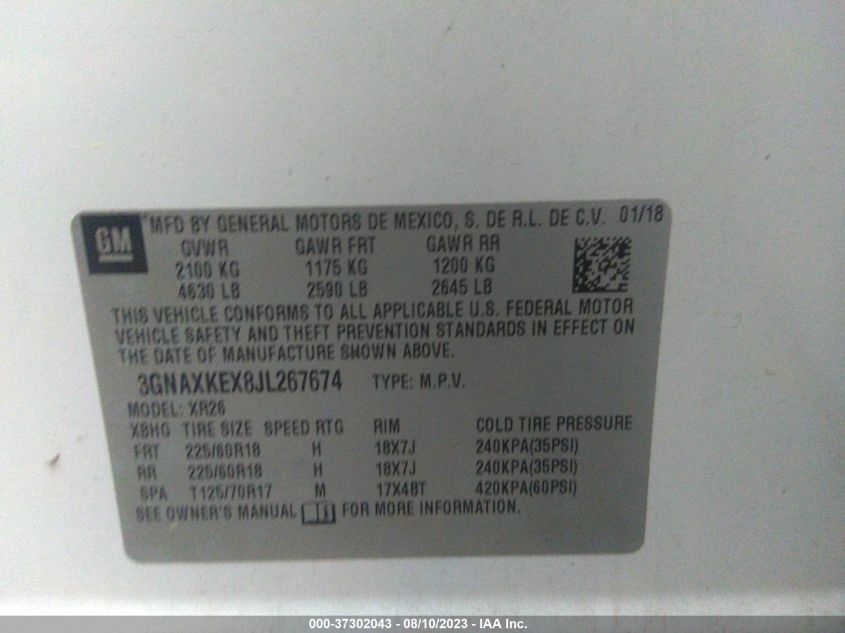 GM
MFD BY GENERAL MOTORS DE MEXICO, S. DE R.L. DE C.V. 01/18
GVWR GAWR FRT GAWR RR
2100 KG 1175 KG 1200 KG
4630 LB 2590 LB 2645 LB
THIS VEHICLE CONFORMS TO ALL APPLICABLE U.S. FEDERAL MOTOR
VEHICLE SAFETY AND THEFT PREVENTION STANDARDS IN EFFECT ON
THE DATE OF MANUFACTURE SHOWN ABOVE.
3GNAXKEX8JL267674 TYPE: M.P.V.
MODEL: XR26
X8HG TIRE SIZE SPEED RTG RIM COLD TIRE PRESSURE
FRT 225/60R18 H 18X7J 240KPA(35PSI)
RR 225/60R18 H 18X7J 240KPA(35PSI)
SPA T125/70R17 M 17X4BT 420KPA(60PSI)
SEE OWNER'S MANUAL FOR MORE INFORMATION.
000-37302043 - 08/10/2023 - IAA Inc.